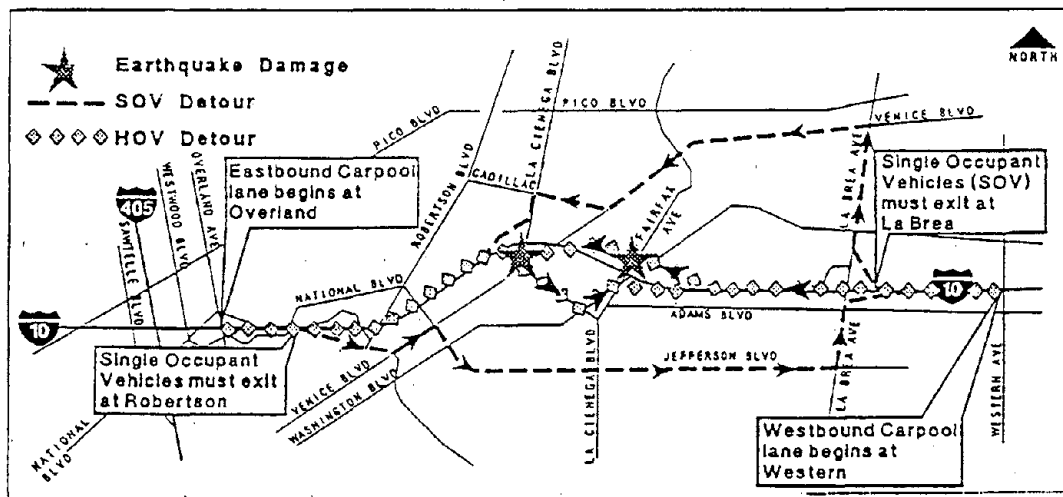 NORTH
Earthquake Damage
SOV Detour
HOV Detour
PICO BLVD
PICO BLVD
LA CIENEGA BLVD
ROBERTSON BLVD
CADILLAC
VENICE BLVD
LA BREA AVE
FAIRFAX
AVE
Single Occupant
Vehicles (SOV)
must exit at
La Brea
Eastbound Carpool
lane begins at
Overland
405
SAWTELLE BLVD
WESTWOOD BLVD
OVERLAND AVE
NATIONAL BLVD
10
10
ADAMS BLVD
Single Occupant
Vehicles must exit
at Robertson
VENICE BLVD
WASHINGTON BLVD
JEFFERSON BLVD
LA CIENEGA BLVD
LA BREA AVE
WESTERN AVE
NATIONAL
BLVD
Westbound Carpool
lane begins at
Western